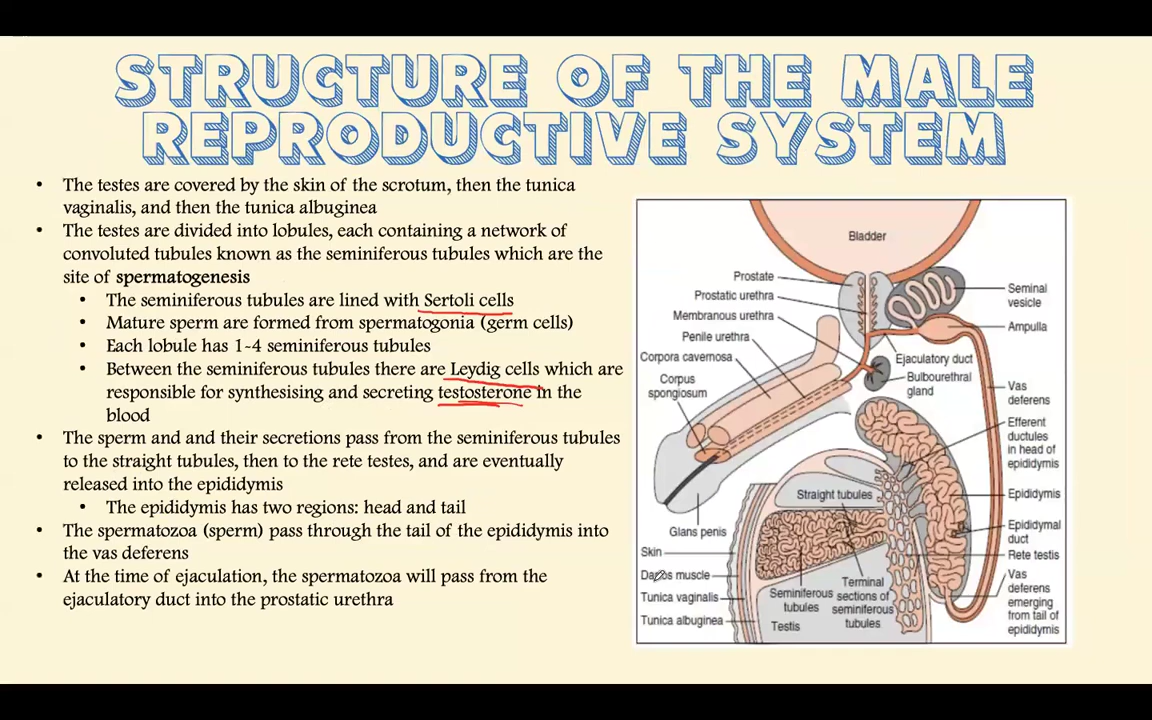 STRUCTURE OF THE MALE
REPRODUCTIVE SYSTEM
• The testes are covered by the skin of the scrotum, then the tunica
vaginalis, and then the tunica albuginea
• The testes are divided into lobules, each containing a network of
convoluted tubules known as the seminiferous tubules which are the
site of spermatogenesis
• The seminiferous tubules are lined with Sertoli cells
• Mature sperm are formed from spermatogonia (germ cells)
• Each lobule has 1-4 seminiferous tubules
• Between the seminiferous tubules there are Leydig cells which are
responsible for synthesising and secreting testosterone in the
blood
• The sperm and and their secretions pass from the seminiferous tubules
to the straight tubules, then to the rete testes, and are eventually
released into the epididymis
• The epididymis has two regions: head and tail
• The spermatozoa (sperm) pass through the tail of the epididymis into
the vas deferens
• At the time of ejaculation, the spermatozoa will pass from the
ejaculatory duct into the prostatic urethra
Bladder
Prostate
Prostatic urethra
Membranous urethra
Penile urethra
Corpora cavernosa
Corpus
spongiosum
Glans penis
Skin
Dartos muscle
Tunica vaginalis
Tunica albuginea
Straight tubules
Seminiferous
tubules
Testis
Terminal
sections of
seminiferous
tubules
Seminal
vesicle
Ampulla
Ejaculatory duct
Bulbourethral
gland
Vas
deferens
Efferent
ductules
in head of
epididymis
Epididymis
Epididymal
duct
Rete testis
Vas
deferens
emerging
from tail of
epididymis